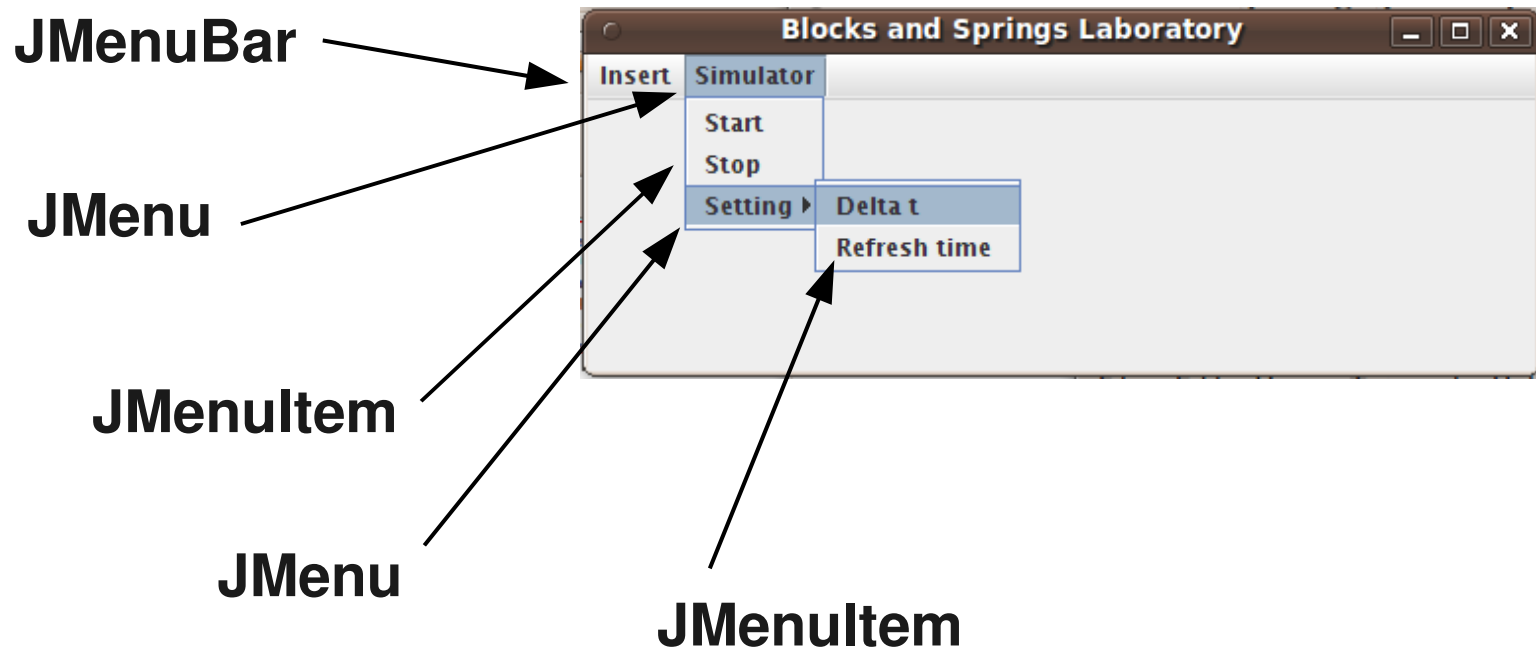 JMenuBar
Blocks and Springs Laboratory
Insert Simulator
Start
Stop
JMenu
Setting Delta t
Refresh time
JMenuItem
JMenu
JMenuItem